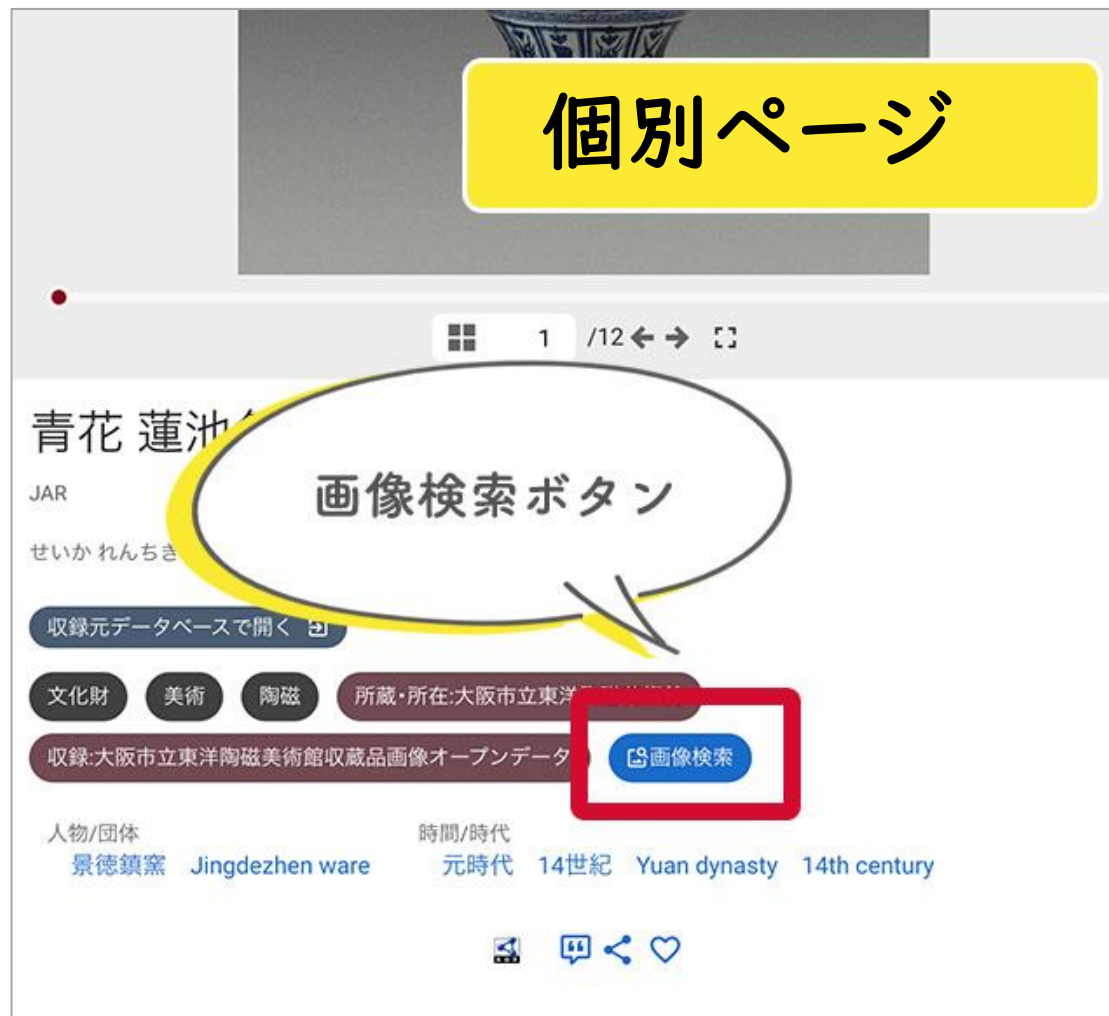 個別ページ
1 /12
青花 蓮池
画像検索ボタン
JAR
せいか れんちき
収録元データベースで開く
文化財 美術 陶磁 所蔵・所在:大阪市立東洋
収録:大阪市立東洋陶磁美術館収蔵品画像オープンデータ 画像検索
人物/団体 時間/時代
景徳鎮窯 Jingdezhen ware 元時代 14世紀 Yuan dynasty 14th century